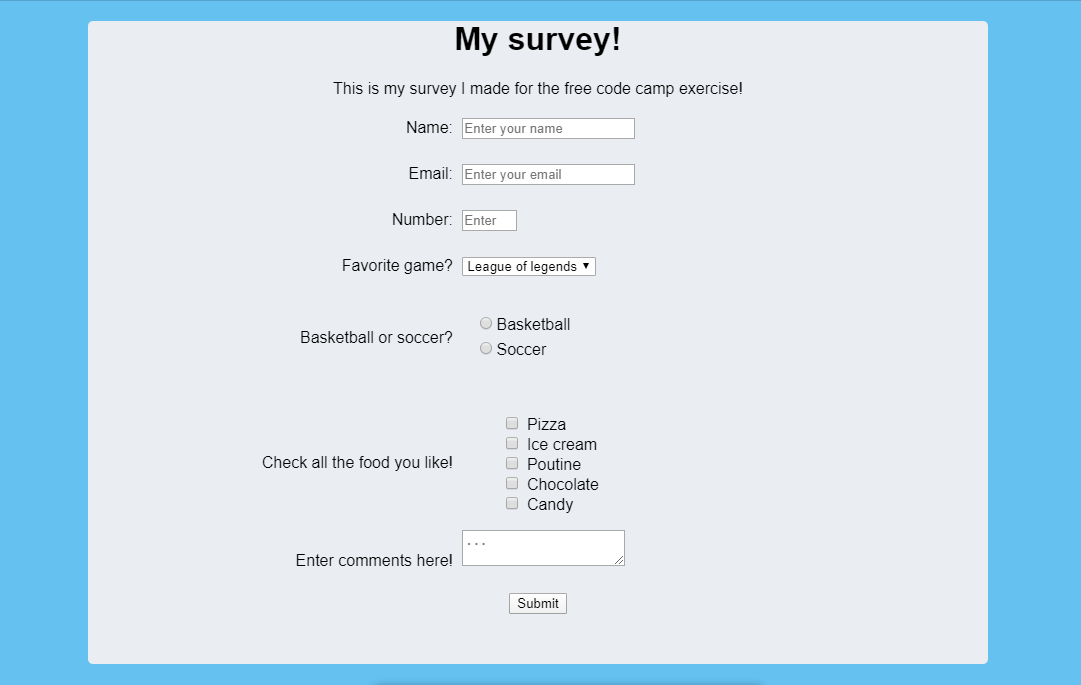 My survey!
This is my survey I made for the free code camp exercise!
Name: Enter your name
Email: Enter your email
Number: Enter
Favorite game? League of legends
Basketball or soccer?
Basketball
Soccer
Check all the food you like!
Pizza
Ice cream
Poutine
Chocolate
Candy
Enter comments here! ...
Submit